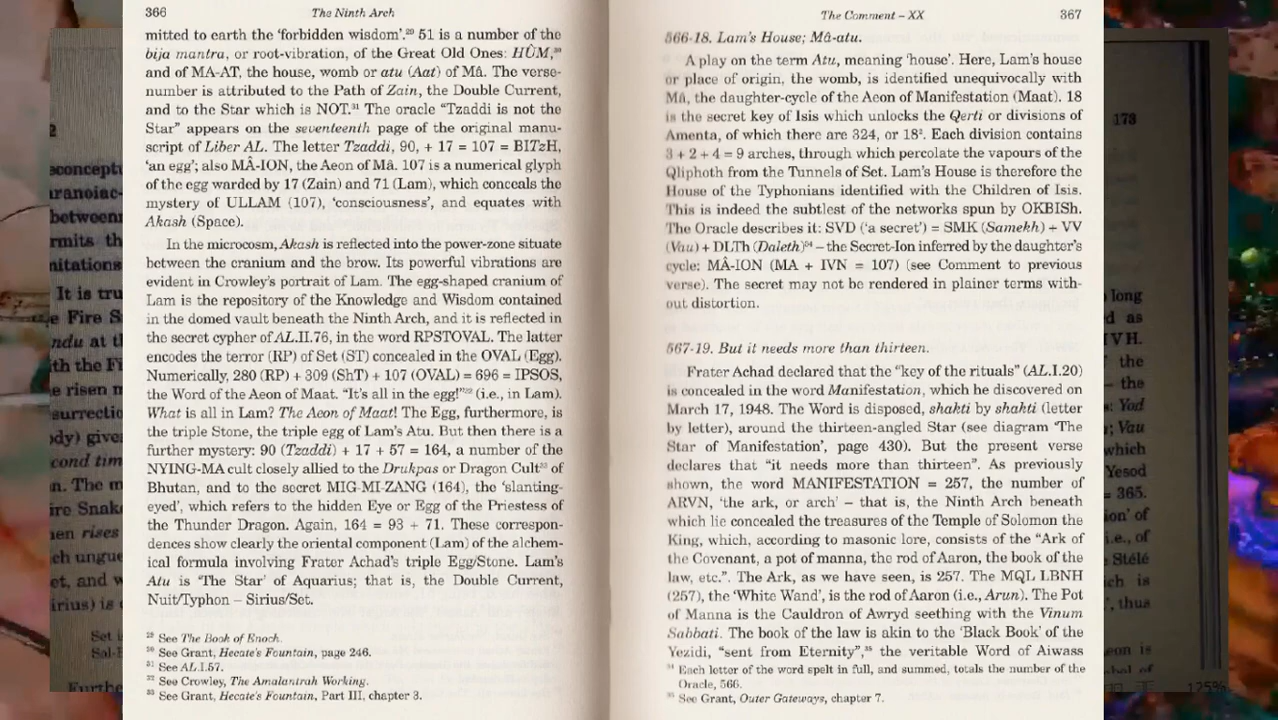 366
The Ninth Arch
mitted to earth the ‘forbidden wisdom’.²⁹ 51 is a number of the
bija mantra, or root-vibration, of the Great Old Ones: HÛM,³⁰
and of MA-AT, the house, womb or atu (Aat) of Mâ. The verse-
number is attributed to the Path of Zain, the Double Current,
and to the Star which is NOT.³¹ The oracle “Tzaddi is not the
Star” appears on the seventeenth page of the original manu-
script of Liber AL. The letter Tzaddi, 90, + 17 = 107 = BITzH,
‘an egg’; also MÂ-ION, the Aeon of Mâ. 107 is a numerical glyph
of the egg warded by 17 (Zain) and 71 (Lam), which conceals the
mystery of ULLAM (107), ‘consciousness’, and equates with
Akash (Space).
In the microcosm, Akash is reflected into the power-zone situate
between the cranium and the brow. Its powerful vibrations are
evident in Crowley’s portrait of Lam. The egg-shaped cranium of
Lam is the repository of the Knowledge and Wisdom contained
in the domed vault beneath the Ninth Arch, and it is reflected in
the secret cypher of AL.II.76, in the word RPSTOVAL. The latter
encodes the terror (RP) of Set (ST) concealed in the OVAL (Egg).
Numerically, 280 (RP) + 309 (ShT) + 107 (OVAL) = 696 = IPSOS,
the Word of the Aeon of Maat. “It’s all in the egg!”³² (i.e., in Lam).
What is all in Lam? The Aeon of Maat! The Egg, furthermore, is
the triple Stone, the triple egg of Lam’s Atu. But then there is a
further mystery: 90 (Tzaddi) + 17 + 57 = 164, a number of the
NYING-MA cult closely allied to the Drukpas or Dragon Cult³³ of
Bhutan, and to the secret MIG-MI-ZANG (164), the ‘slanting-
eyed’, which refers to the hidden Eye or Egg of the Priestess of
the Thunder Dragon. Again, 164 = 93 + 71. These correspon-
dences show clearly the oriental component (Lam) of the alchem-
ical formula involving Frater Achad’s triple Egg/Stone. Lam’s
Atu is ‘The Star’ of Aquarius; that is, the Double Current,
Nuit/Typhon – Sirius/Set.
²⁹ See The Book of Enoch.
³⁰ See Grant, Hecate’s Fountain, page 246.
³¹ See AL.I.57.
³² See Crowley, The Amalantrah Working.
³³ See Grant, Hecate’s Fountain, Part III, chapter 3.
The Comment – XX
367
566-18. Lam’s House; Mâ-atu.
A play on the term Atu, meaning ‘house’. Here, Lam’s house
or place of origin, the womb, is identified unequivocally with
Mâ, the daughter-cycle of the Aeon of Manifestation (Maat). 18
is the secret key of Isis which unlocks the Qerti or divisions of
Amenta, of which there are 324, or 18². Each division contains
3 + 2 + 4 = 9 arches, through which percolate the vapours of the
Qliphoth from the Tunnels of Set. Lam’s House is therefore the
House of the Typhonians identified with the Children of Isis.
This is indeed the subtlest of the networks spun by OKBISh.
The Oracle describes it: SVD (‘a secret’) = SMK (Samekh) + VV
(Vau) + DLTh (Daleth)³⁴ – the Secret-Ion inferred by the daughter’s
cycle: MÂ-ION (MA + IVN = 107) (see Comment to previous
verse). The secret may not be rendered in plainer terms with-
out distortion.
567-19. But it needs more than thirteen.
Frater Achad declared that the “key of the rituals” (AL.I.20)
is concealed in the word Manifestation, which he discovered on
March 17, 1948. The Word is disposed, shakti by shakti (letter
by letter), around the thirteen-angled Star (see diagram ‘The
Star of Manifestation’, page 430). But the present verse
declares that “it needs more than thirteen”. As previously
shown, the word MANIFESTATION = 257, the number of
ARVN, ‘the ark, or arch’ – that is, the Ninth Arch beneath
which lie concealed the treasures of the Temple of Solomon the
King, which, according to masonic lore, consists of the “Ark of
the Covenant, a pot of manna, the rod of Aaron, the book of the
law, etc.”. The Ark, as we have seen, is 257. The MQL LBNH
(257), the ‘White Wand’, is the rod of Aaron (i.e., Arun). The Pot
of Manna is the Cauldron of Awryd seething with the Vinum
Sabbati. The book of the law is akin to the ‘Black Book’ of the
Yezidi, “sent from Eternity”,³⁵ the veritable Word of Aiwass
³⁴ Each letter of the word spelt in full, and summed, totals the number of the
Oracle, 566.
³⁵ See Grant, Outer Gateways, chapter 7.
173
long
d as
IVH.
the
– the
: Yod
; Vau
which
Yesod
= 365.
ion’ of
i.e., of
Stélé
ch is
’, thus
125%